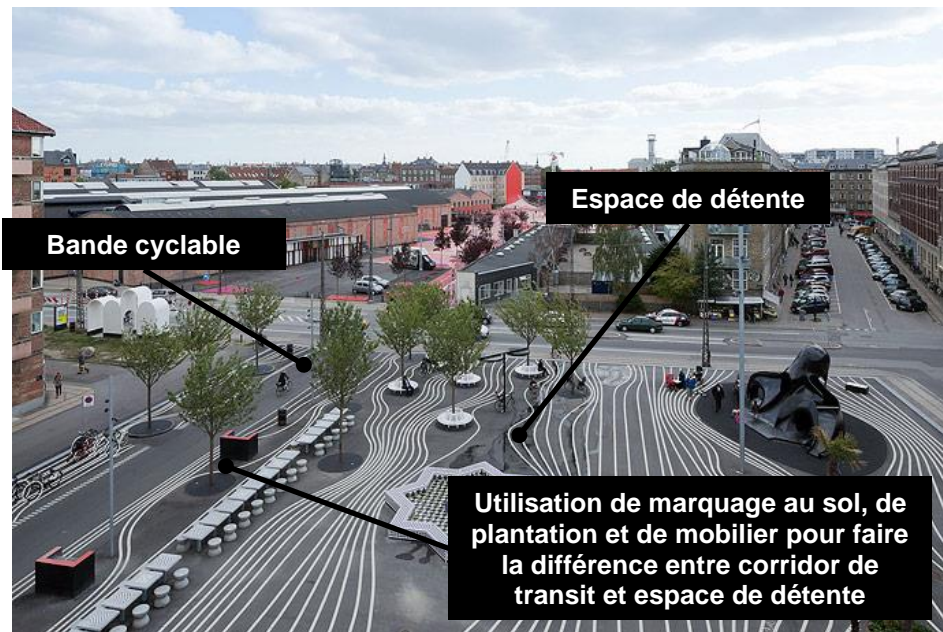 Espace de détente
Bande cyclable
Utilisation de marquage au sol, de
plantation et de mobilier pour faire
la différence entre corridor de
transit et espace de détente